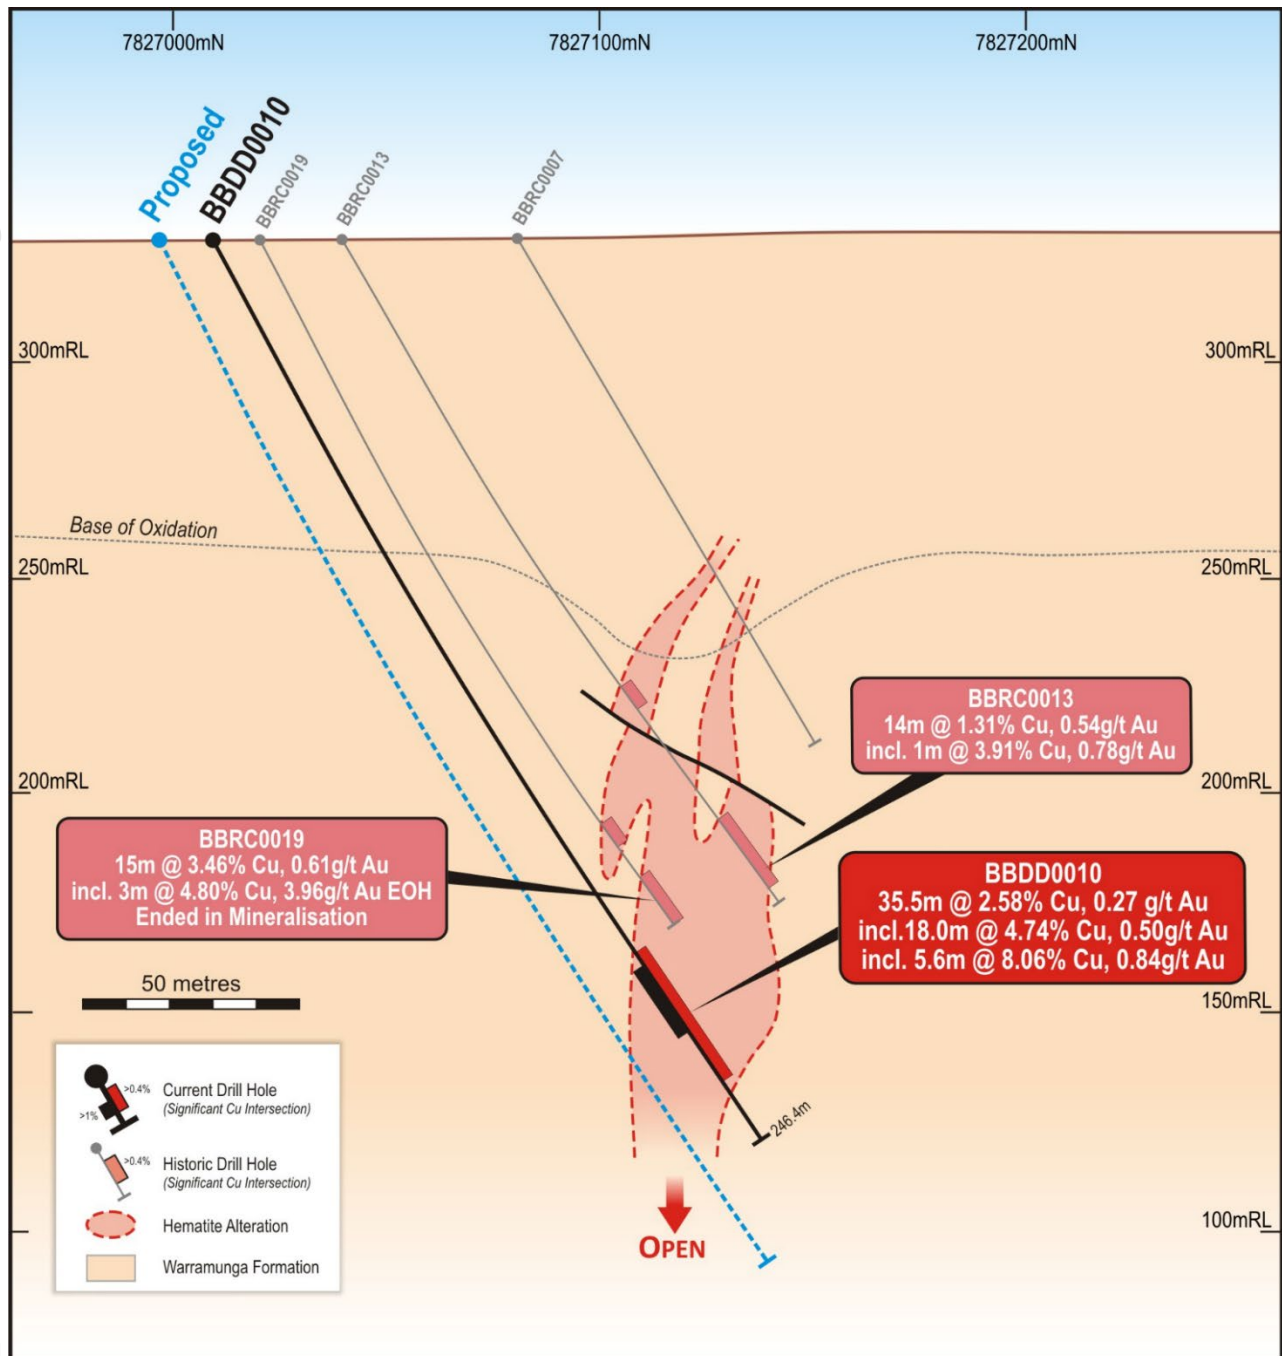 7827000mN
7827100mN
7827200mN
Proposed
BBDD0010
BBRC0019
BBRC0013
BBRC0007
300mRL
300mRL
Base of Oxidation
250mRL
250mRL
BBRC0013
14m @ 1.31% Cu, 0.54g/t Au
incl. 1m @ 3.91% Cu, 0.78g/t Au
200mRL
200mRL
BBRC0019
15m @ 3.46% Cu, 0.61g/t Au
incl. 3m @ 4.80% Cu, 3.96g/t Au EOH
Ended in Mineralisation
BBDD0010
35.5m @ 2.58% Cu, 0.27 g/t Au
incl.18.0m @ 4.74% Cu, 0.50g/t Au
incl. 5.6m @ 8.06% Cu, 0.84g/t Au
50 metres
150mRL
>0.4%
>1%
Current Drill Hole
(Significant Cu Intersection)
246.4m
>0.4%
Historic Drill Hole
(Significant Cu Intersection)
Hematite Alteration
Warramunga Formation
100mRL
OPEN